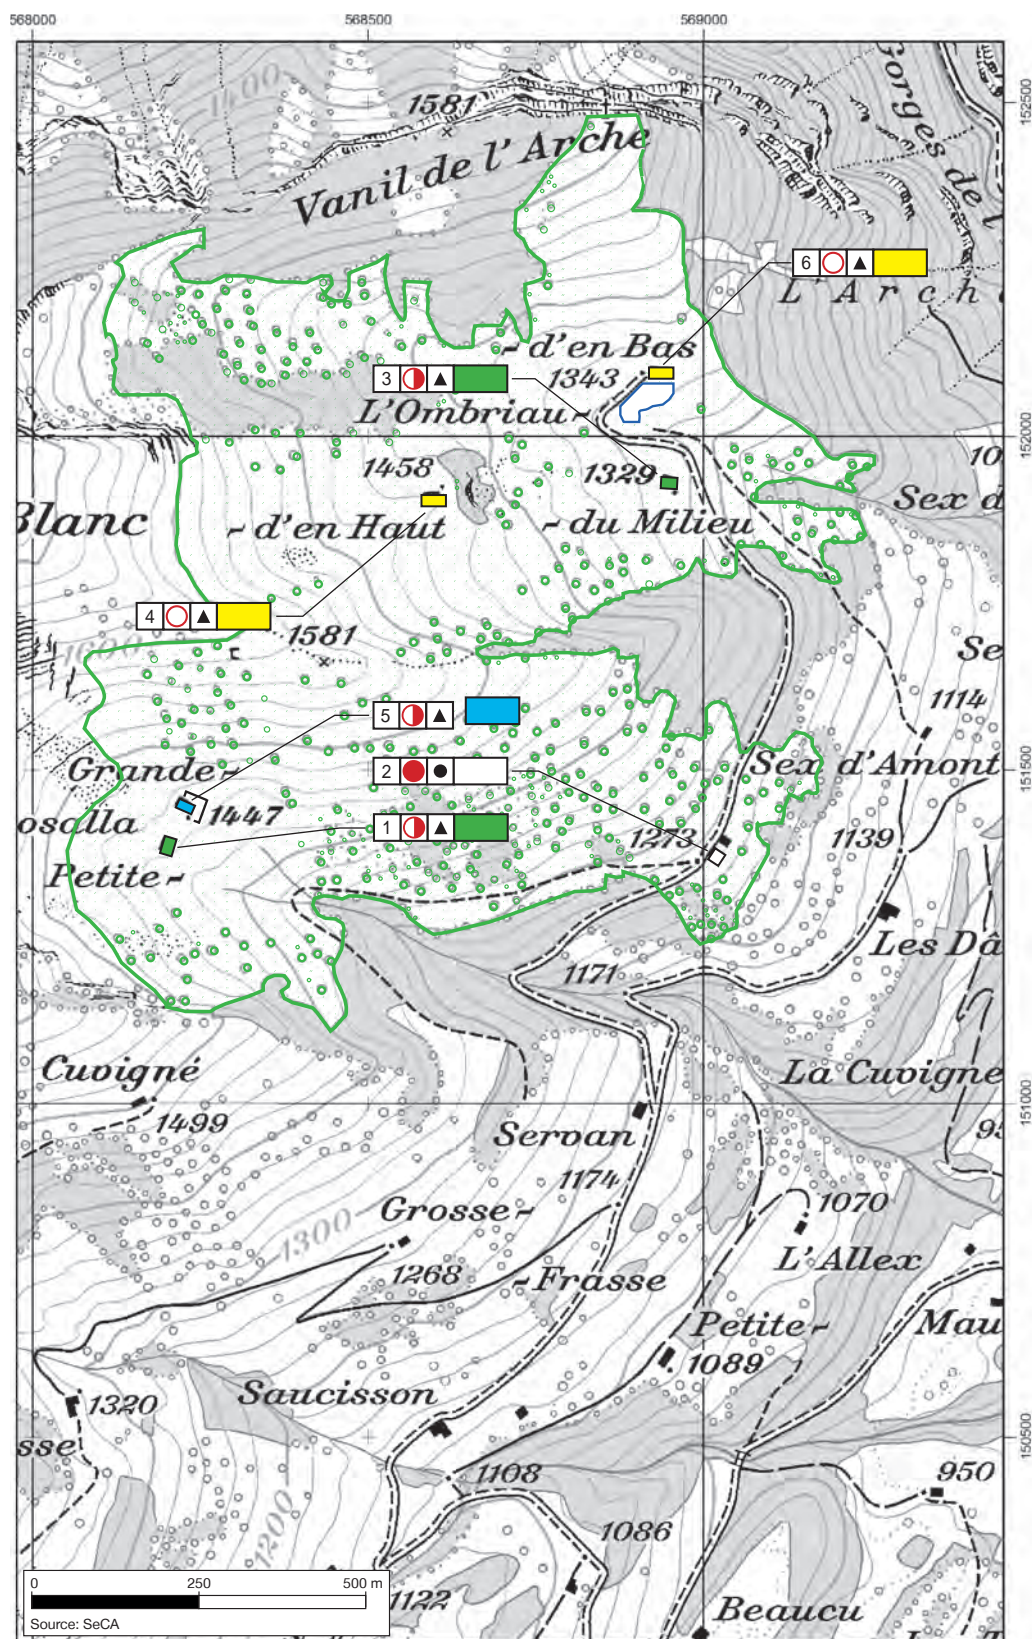 568000
568500
569000
1400
1581
Gorges de l
152500
Vanil de l'Arche
6
L'Arch
- d'en Bas
3
1343
L'Ombriau -
152000
1458
1329
10
Blanc
- d'en Haut
- du Milieu
Sex d
4
1581
1600
Se
5
1114
Grande -
2
Sex d'Amont
151500
1447
osalla
1
1273
1139
Petite -
Les Dâ
1171
Cuvigné
La Cuvigne
151000
1499
Servan
95
1174
Grosse -
1070
1300
1268
- Frasse
L'Allex
Petite -
Mau
1089
1320
Saucisson
sse
150500
1108
950
1200
1086
0 250 500 m
1122
Source: SeCA
Beaucu